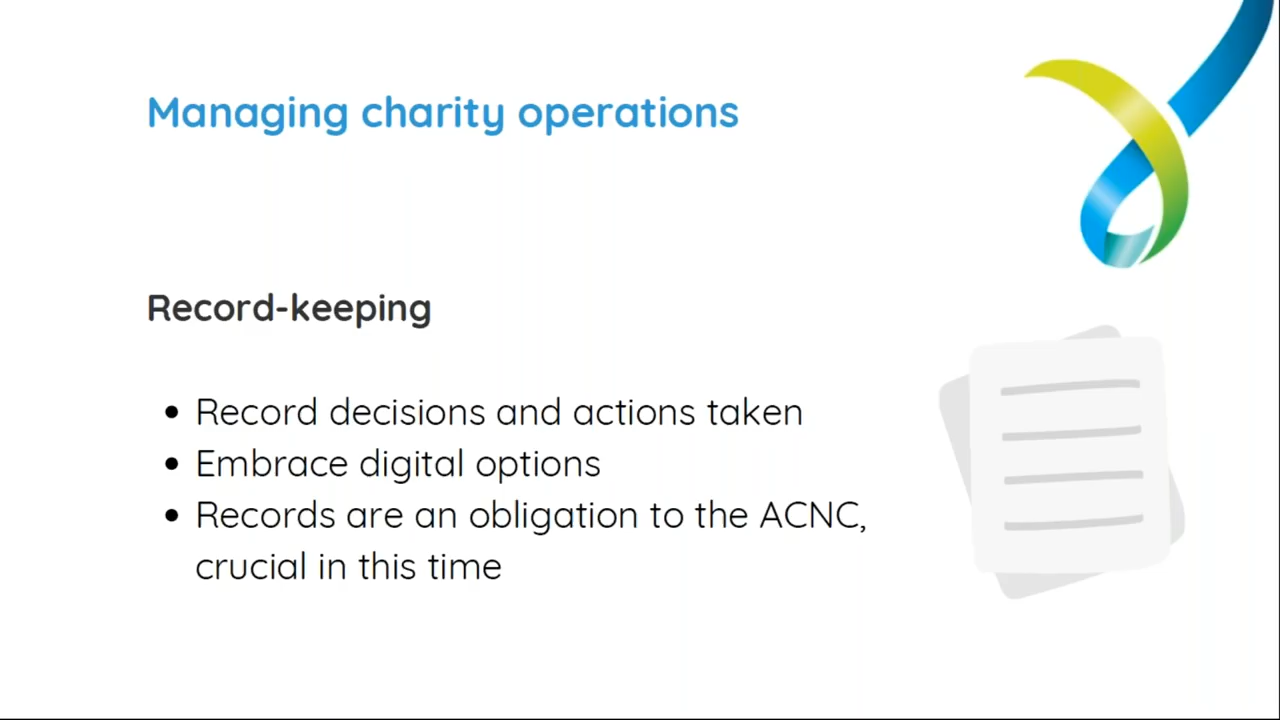 Managing charity operations
Record-keeping
• Record decisions and actions taken
• Embrace digital options
• Records are an obligation to the ACNC,
crucial in this time